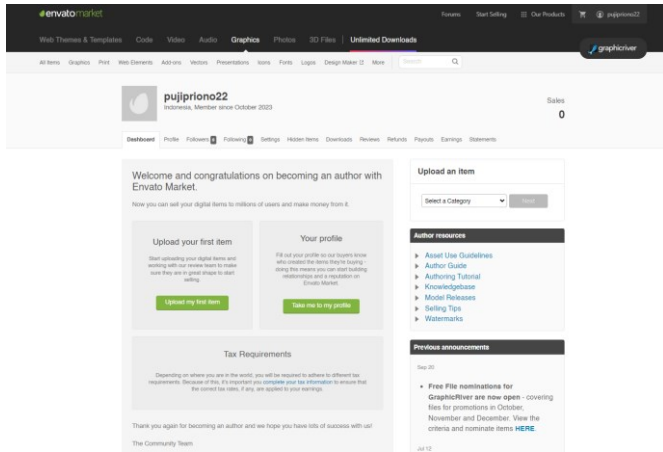 envatomarket
Forums Start Selling Our Products pujipriono22
Web Themes & Templates Code Video Audio Graphics Photos 3D Files Unlimited Downloads
graphicriver
All Items Graphics Print Web Elements Add-ons Vectors Presentations Icons Fonts Logos Design Maker More Search
pujipriono22
Indonesia, Member since October 2023
Sales
0
Dashboard Profile Followers Following Settings Hidden Items Downloads Reviews Refunds Payouts Earnings Statements
Welcome and congratulations on becoming an author with
Envato Market.
Now you can sell your digital items to millions of users and make money from it.
Upload your first item
Start uploading your digital items and
working with our review team to make
sure they are in great shape to start
selling.
Upload my first item
Your profile
Fill out your profile so our buyers know
who created the items they're buying -
doing this means you can start building
relationships and a reputation on
Envato Market.
Take me to my profile
Tax Requirements
Depending on where you are in the world, you will be required to adhere to different tax
requirements. Because of this, it's important you complete your tax information to ensure that
the correct tax rates, if any, are applied to your earnings.
Thank you again for becoming an author and we hope you have lots of success with us!
The Community Team
Upload an item
Select a Category
Next
Author resources
Asset Use Guidelines
Author Guide
Authoring Tutorial
Knowledgebase
Model Releases
Selling Tips
Watermarks
Previous announcements
Sep 20
Free File nominations for
GraphicRiver are now open - covering
files for promotions in October,
November and December. View the
criteria and nominate items HERE.
Jul 12